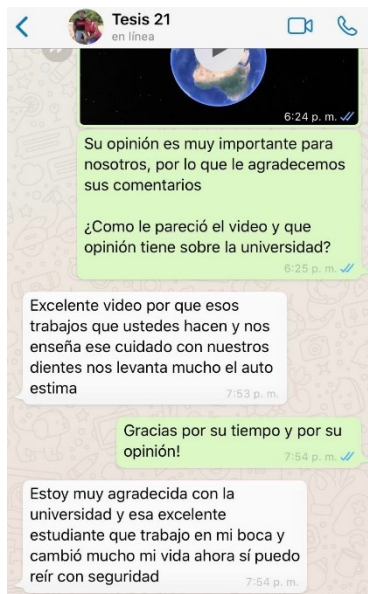 Tesis 21
en línea
6:24 p. m.
Su opinión es muy importante para
nosotros, por lo que le agradecemos
sus comentarios
¿Como le pareció el video y que
opinión tiene sobre la universidad?
6:25 p. m.
Excelente video por que esos
trabajos que ustedes hacen y nos
enseña ese cuidado con nuestros
dientes nos levanta mucho el auto
estima
7:53 p. m.
Gracias por su tiempo y por su
opinión!
7:54 p. m.
Estoy muy agradecida con la
universidad y esa excelente
estudiante que trabajo en mi boca y
cambió mucho mi vida ahora sí puedo
reír con seguridad
7:54 p. m.